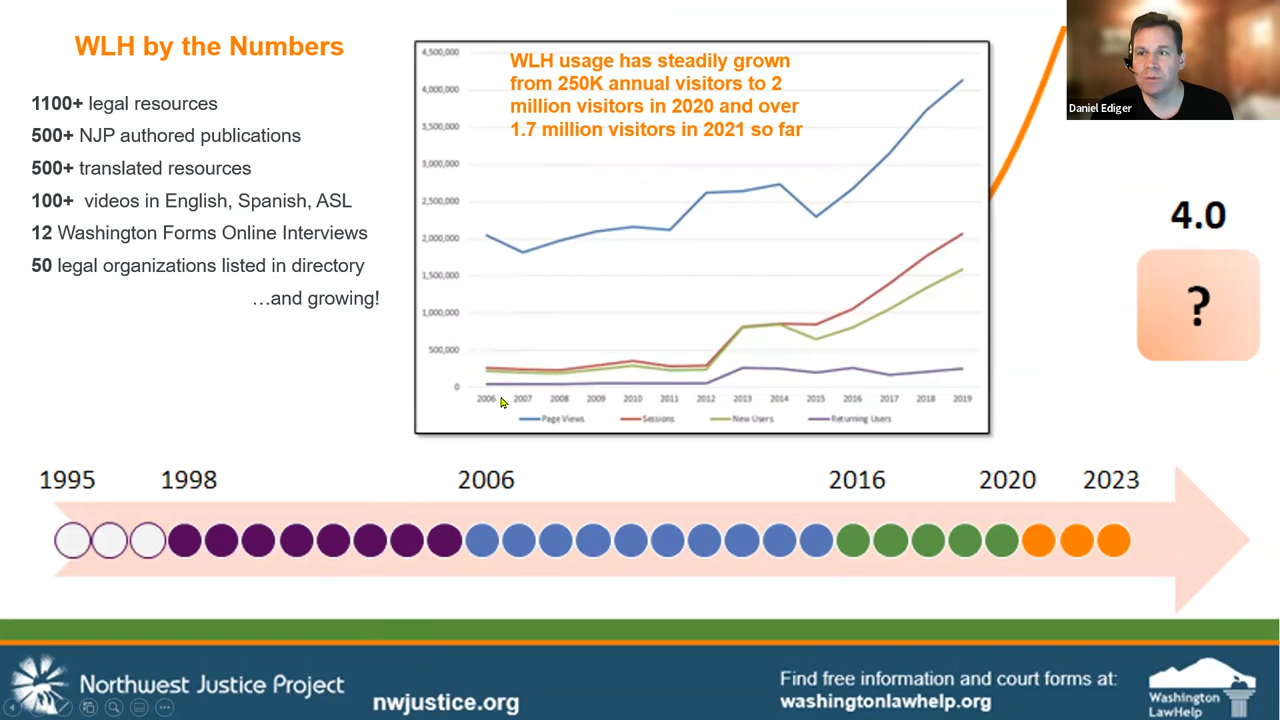 WLH by the Numbers
1100+ legal resources
500+ NJP authored publications
500+ translated resources
100+ videos in English, Spanish, ASL
12 Washington Forms Online Interviews
50 legal organizations listed in directory
…and growing!
WLH usage has steadily grown
from 250K annual visitors to 2
million visitors in 2020 and over
1.7 million visitors in 2021 so far
4,500,000
4,000,000
3,500,000
3,000,000
2,500,000
2,000,000
1,500,000
1,000,000
500,000
0
2006 2007 2008 2009 2010 2011 2012 2013 2014 2015 2016 2017 2018 2019
Page Views Sessions New Users Returning Users
Daniel Ediger
4.0
?
1995 1998 2006 2016 2020 2023
Northwest Justice Project
nwjustice.org
Find free information and court forms at:
washingtonlawhelp.org
Washington
LawHelp